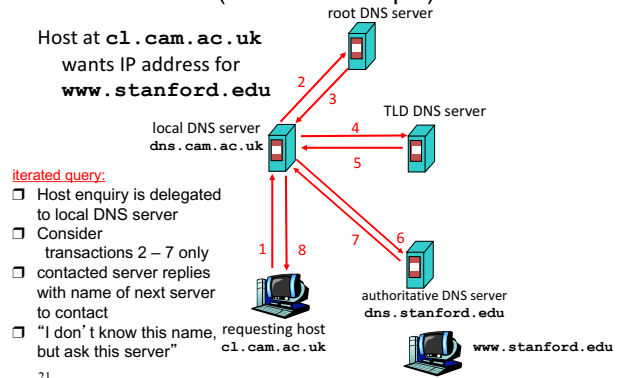 root DNS server
Host at cl.cam.ac.uk
wants IP address for
www.stanford.edu
2
3
TLD DNS server
local DNS server
dns.cam.ac.uk
4
5
iterated query:
❒ Host enquiry is delegated
to local DNS server
❒ Consider
transactions 2 – 7 only
❒ contacted server replies
with name of next server
to contact
❒ “I don’t know this name,
but ask this server”
1
8
7
6
requesting host
cl.cam.ac.uk
authoritative DNS server
dns.stanford.edu
www.stanford.edu
21